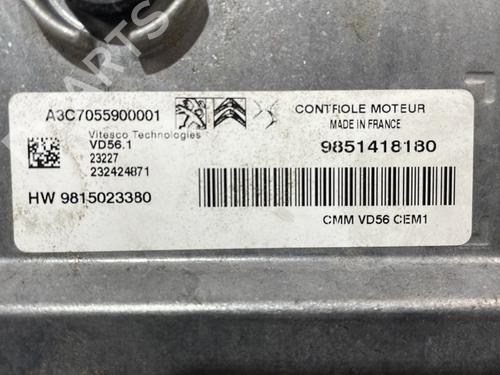 A3C7055900001
Vitesco Technologies
VD56.1
23227
232424871
HW 9815023380
CONTROLE MOTEUR
MADE IN FRANCE
9851418180
CMM VD56 CEM1